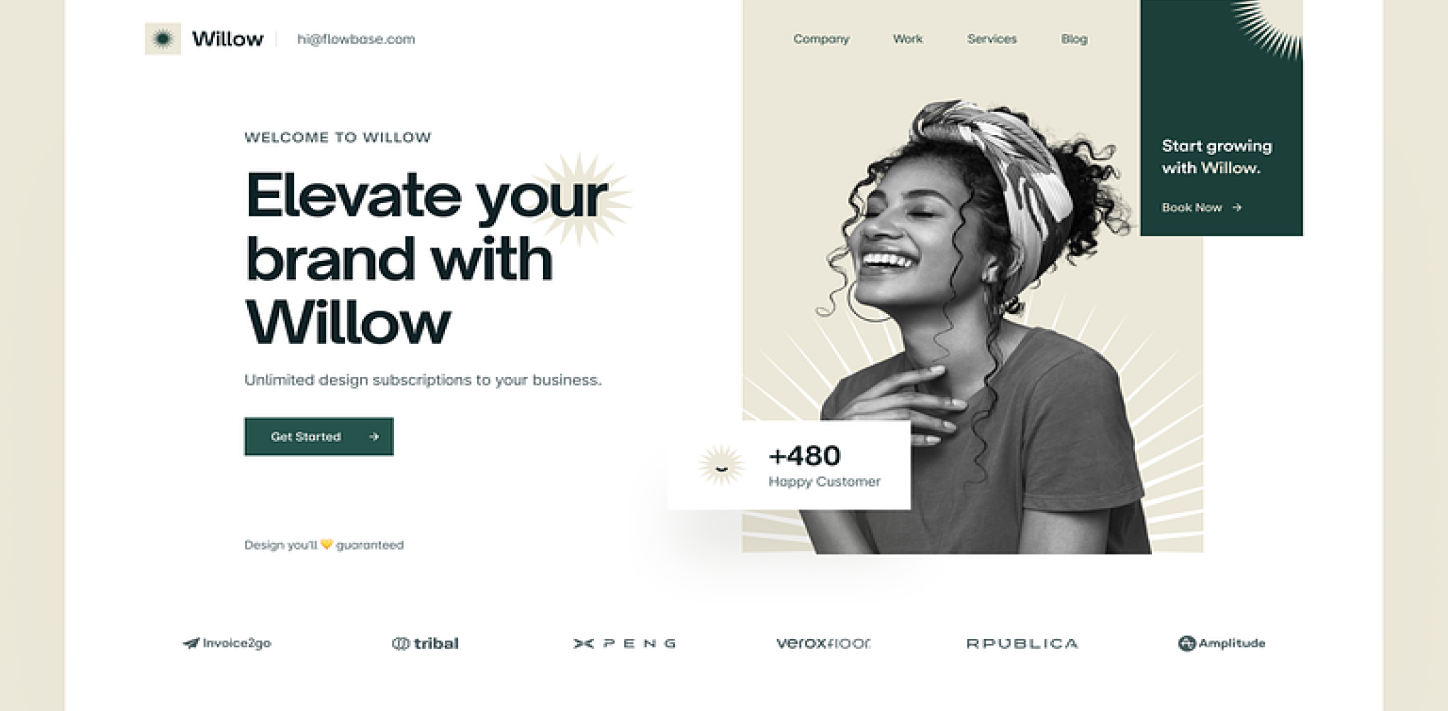 Willow
hi@flowbase.com
Company
Work
Services
Blog
Start growing
with Willow.
Book Now →
WELCOME TO WILLOW
Elevate your
brand with
Willow
Unlimited design subscriptions to your business.
Get Started →
+480
Happy Customer
Design you'll 💛 guaranteed
Invoice2go
tribal
XPENG
veroxfloor
RPUBLICA
Amplitude